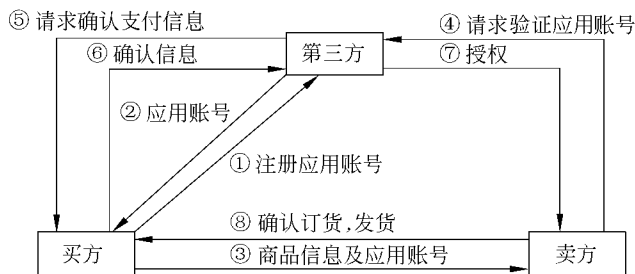 ⑤ 请求确认支付信息
④ 请求验证应用账号
⑥ 确认信息
第三方
⑦ 授权
② 应用账号
① 注册应用账号
⑧ 确认订货,发货
买方
卖方
③ 商品信息及应用账号